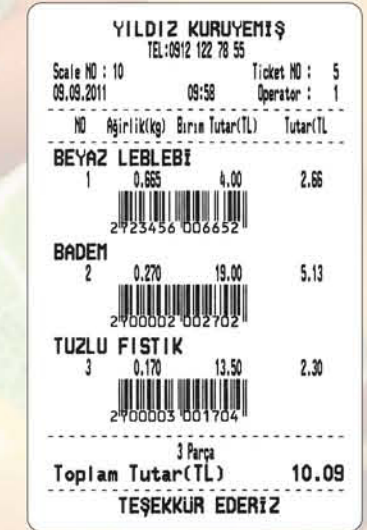 YILDIZ KURUYEMİŞ
TEL:0912 122 78 55
Scale NO : 10 Ticket NO : 5
09.09.2011 09:58 Operator : 1
NO Ağirlik(kg) Birim Tutar(TL) Tutar(TL
BEYAZ LEBLEBİ
1 0.665 4.00 2.66
2723456 006652
BADEM
2 0.270 19.00 5.13
2700002 002702
TUZLU FISTIK
3 0.170 13.50 2.30
2700003 001704
3 Parça
Toplam Tutar(TL) 10.09
TEŞEKKÜR EDERİZ